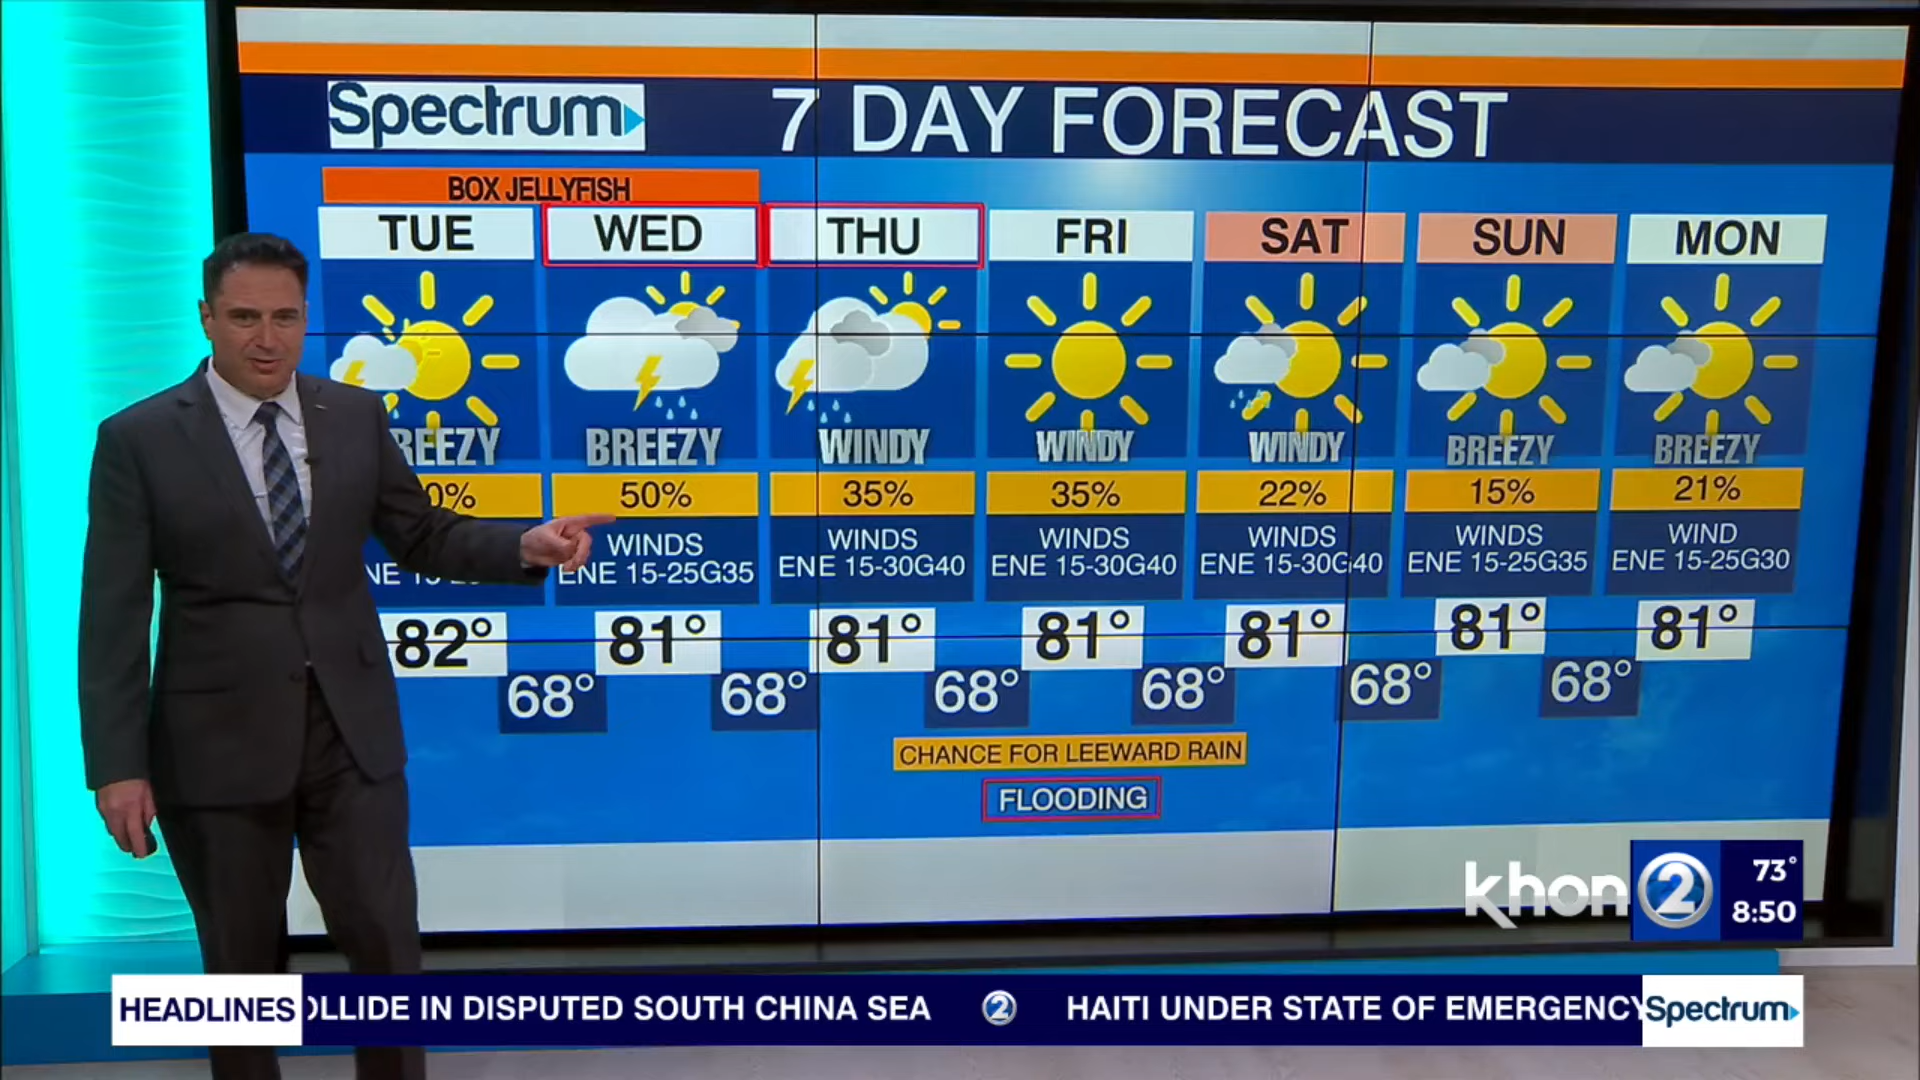 Spectrum
7 DAY FORECAST
BOX JELLYFISH
TUE WED THU FRI SAT SUN MON
BREEZY WINDY WINDY WINDY BREEZY BREEZY
50% 35% 35% 22% 15% 21%
WINDS WINDS WINDS WINDS WINDS WIND
ENE 15-25G35 ENE 15-30G40 ENE 15-30G40 ENE 15-30G40 ENE 15-25G35 ENE 15-25G30
82° 81° 81° 81° 81° 81° 81°
68° 68° 68° 68° 68° 68°
CHANCE FOR LEEWARD RAIN
FLOODING
khon 2
73°
8:50
HEADLINES
IN DISPUTED SOUTH CHINA SEA 2 HAITI UNDER STATE OF EMERGENCY
Spectrum